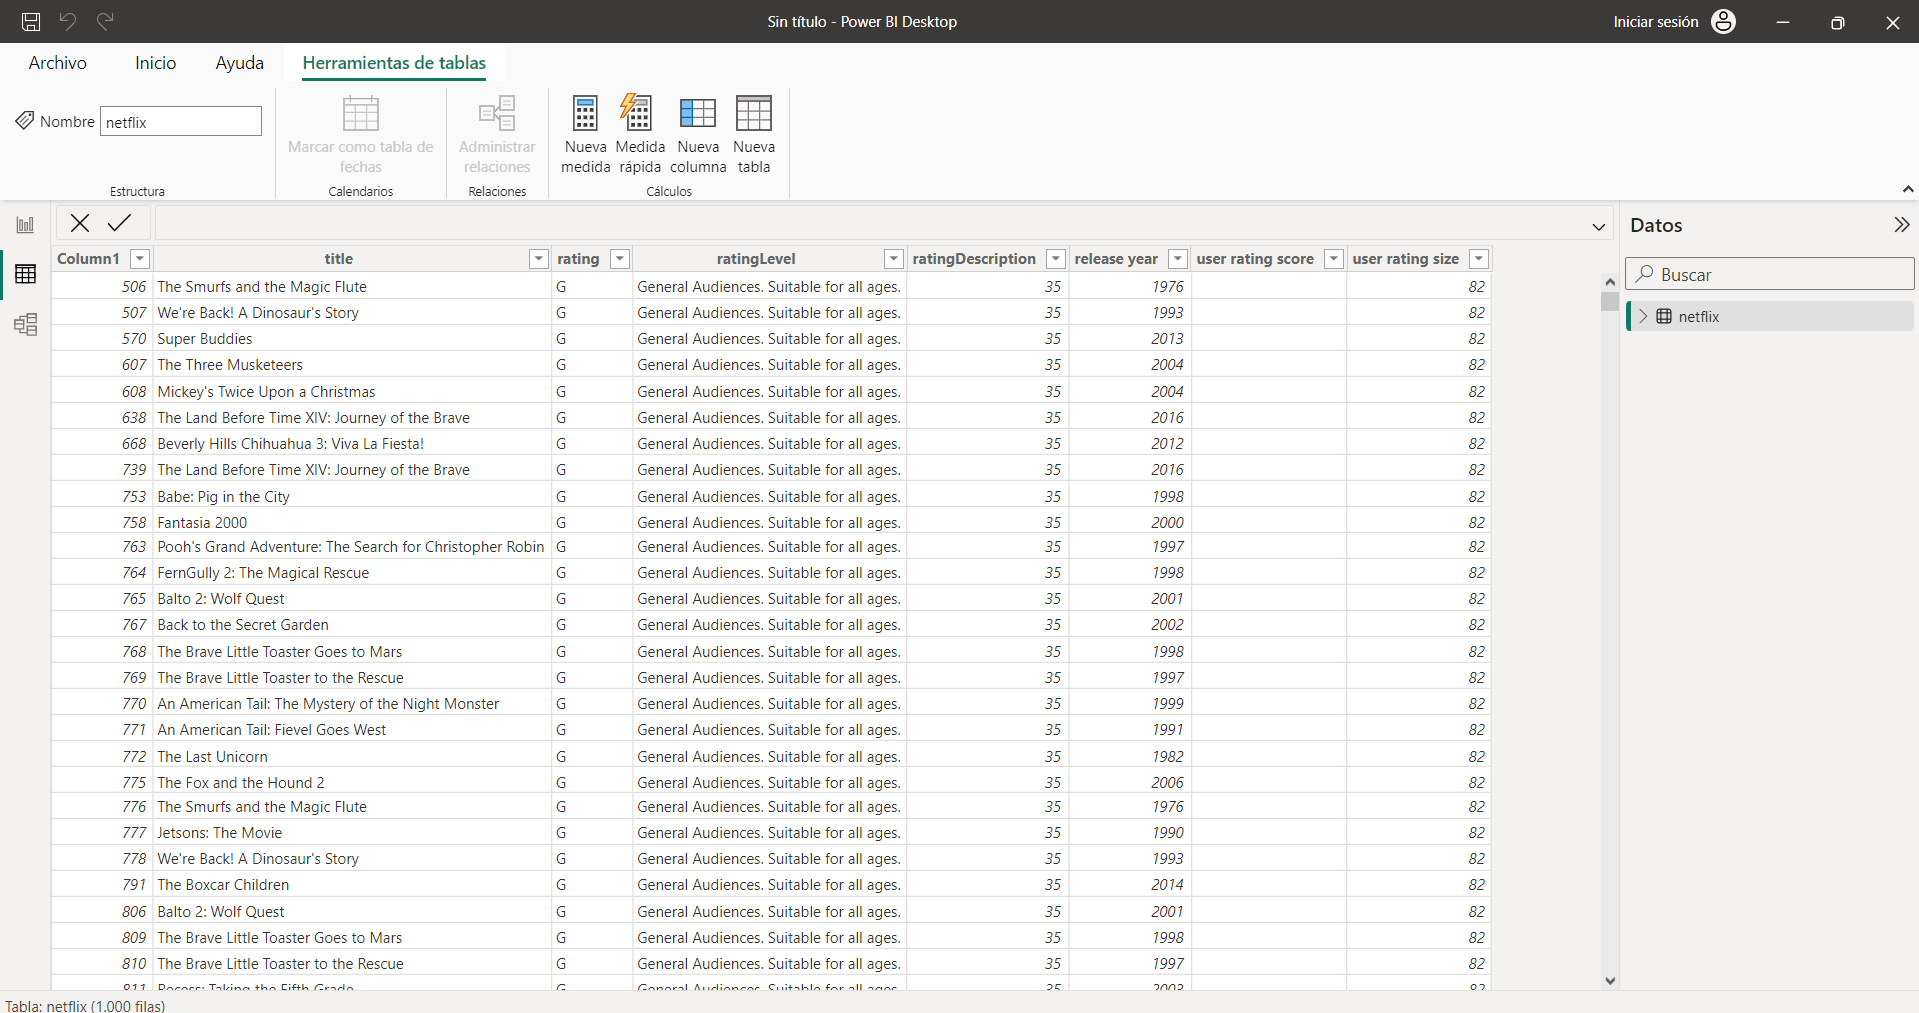 Sin título - Power BI Desktop
Iniciar sesión
Archivo Inicio Ayuda Herramientas de tablas
Nombre netflix
Marcar como tabla de fechas
Administrar relaciones
Nueva medida
Medida rápida
Nueva columna
Nueva tabla
Estructura Calendarios Relaciones Cálculos
Datos
Buscar
netflix
Column1 title rating ratingLevel ratingDescription release year user rating score user rating size
506 The Smurfs and the Magic Flute G General Audiences. Suitable for all ages. 35 1976 82
507 We're Back! A Dinosaur's Story G General Audiences. Suitable for all ages. 35 1993 82
570 Super Buddies G General Audiences. Suitable for all ages. 35 2013 82
607 The Three Musketeers G General Audiences. Suitable for all ages. 35 2004 82
608 Mickey's Twice Upon a Christmas G General Audiences. Suitable for all ages. 35 2004 82
638 The Land Before Time XIV: Journey of the Brave G General Audiences. Suitable for all ages. 35 2016 82
668 Beverly Hills Chihuahua 3: Viva La Fiesta! G General Audiences. Suitable for all ages. 35 2012 82
739 The Land Before Time XIV: Journey of the Brave G General Audiences. Suitable for all ages. 35 2016 82
753 Babe: Pig in the City G General Audiences. Suitable for all ages. 35 1998 82
758 Fantasia 2000 G General Audiences. Suitable for all ages. 35 2000 82
763 Pooh's Grand Adventure: The Search for Christopher Robin G General Audiences. Suitable for all ages. 35 1997 82
764 FernGully 2: The Magical Rescue G General Audiences. Suitable for all ages. 35 1998 82
765 Balto 2: Wolf Quest G General Audiences. Suitable for all ages. 35 2001 82
767 Back to the Secret Garden G General Audiences. Suitable for all ages. 35 2002 82
768 The Brave Little Toaster Goes to Mars G General Audiences. Suitable for all ages. 35 1998 82
769 The Brave Little Toaster to the Rescue G General Audiences. Suitable for all ages. 35 1997 82
770 An American Tail: The Mystery of the Night Monster G General Audiences. Suitable for all ages. 35 1999 82
771 An American Tail: Fievel Goes West G General Audiences. Suitable for all ages. 35 1991 82
772 The Last Unicorn G General Audiences. Suitable for all ages. 35 1982 82
775 The Fox and the Hound 2 G General Audiences. Suitable for all ages. 35 2006 82
776 The Smurfs and the Magic Flute G General Audiences. Suitable for all ages. 35 1976 82
777 Jetsons: The Movie G General Audiences. Suitable for all ages. 35 1990 82
778 We're Back! A Dinosaur's Story G General Audiences. Suitable for all ages. 35 1993 82
791 The Boxcar Children G General Audiences. Suitable for all ages. 35 2014 82
806 Balto 2: Wolf Quest G General Audiences. Suitable for all ages. 35 2001 82
809 The Brave Little Toaster Goes to Mars G General Audiences. Suitable for all ages. 35 1998 82
810 The Brave Little Toaster to the Rescue G General Audiences. Suitable for all ages. 35 1997 82
811 Recess: Taking the Fifth Grade G General Audiences. Suitable for all ages. 35 2003 82
Tabla: netflix (1.000 filas)